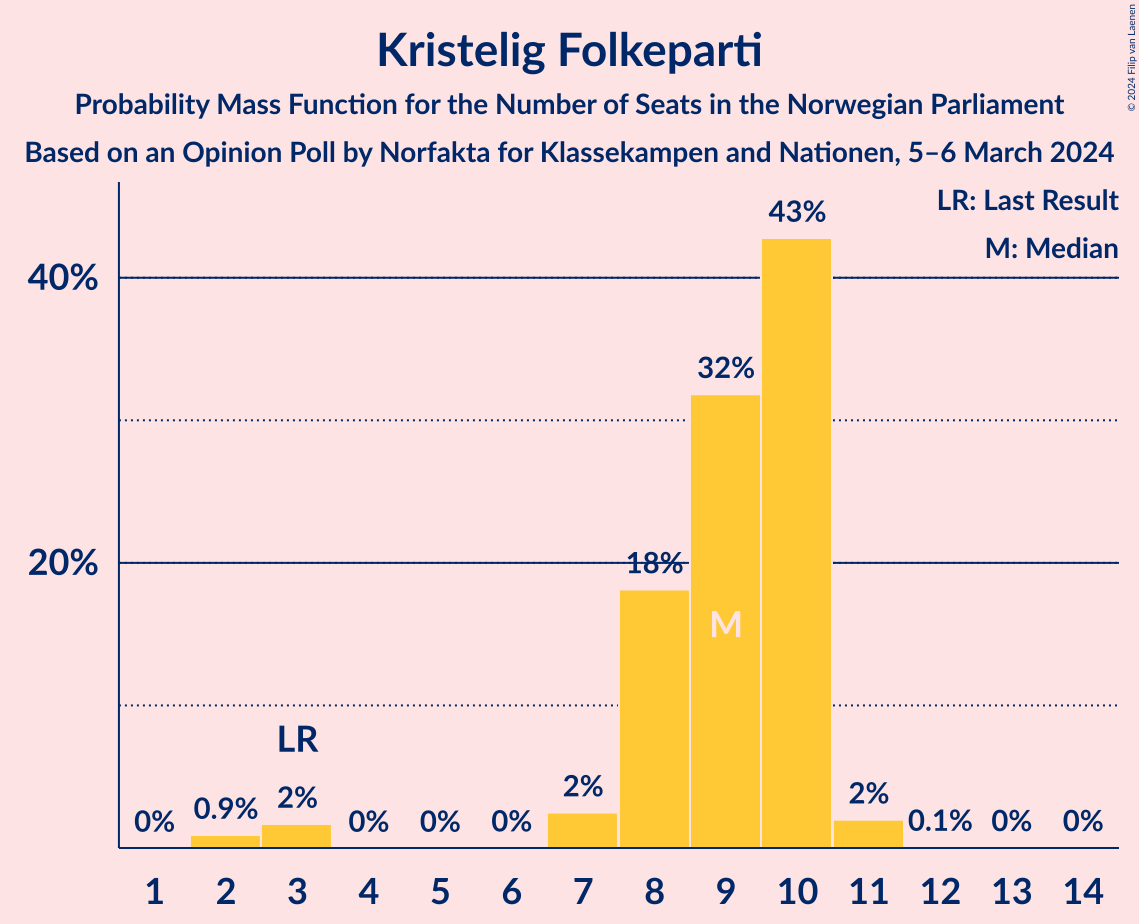 © 2024 Filip van Laenen
Kristelig Folkeparti
Probability Mass Function for the Number of Seats in the Norwegian Parliament
Based on an Opinion Poll by Norfakta for Klassekampen and Nationen, 5–6 March 2024
LR: Last Result
M: Median
43%
40%
32%
20%
18%
M
LR
0% 0.9% 2% 0% 0% 0% 2% 2% 0.1% 0% 0%
1 2 3 4 5 6 7 8 9 10 11 12 13 14